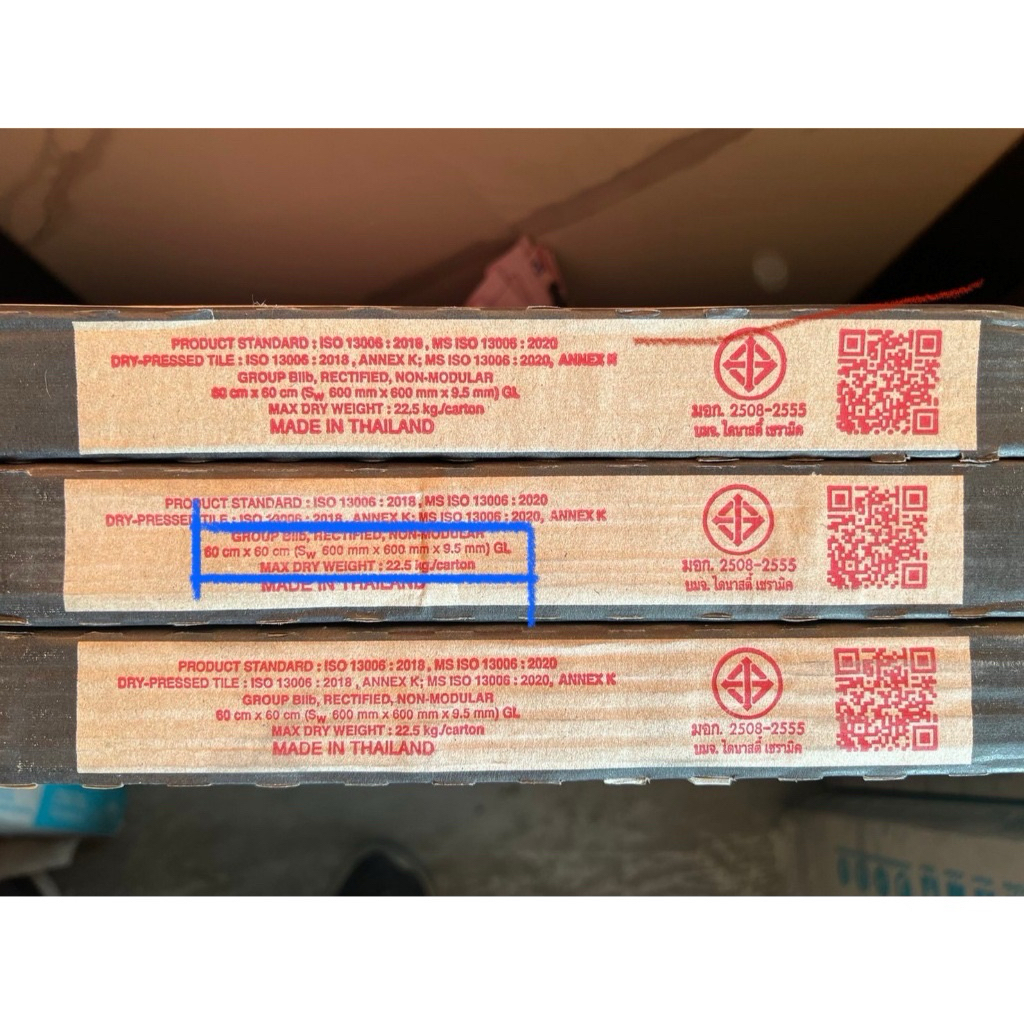 PRODUCT STANDARD : ISO 13006 : 2018 , MS ISO 13006 : 2020
DRY-PRESSED TILE : ISO 13006 : 2018 , ANNEX K; MS ISO 13006 : 2020, ANNEX K
GROUP BIIb, RECTIFIED, NON-MODULAR
60 cm x 60 cm (Sw 600 mm x 600 mm x 9.5 mm) GL
MAX DRY WEIGHT : 22.5 kg./carton
MADE IN THAILAND
มอก. 2508-2555
บมจ. ไดนาสตี้ เซรามิค
PRODUCT STANDARD : ISO 13006 : 2018 , MS ISO 13006 : 2020
DRY-PRESSED TILE : ISO 13006 : 2018 , ANNEX K; MS ISO 13006 : 2020, ANNEX K
GROUP BIIb, RECTIFIED, NON-MODULAR
60 cm x 60 cm (Sw 600 mm x 600 mm x 9.5 mm) GL
MAX DRY WEIGHT : 22.5 kg./carton
MADE IN THAILAND
มอก. 2508-2555
บมจ. ไดนาสตี้ เซรามิค
PRODUCT STANDARD : ISO 13006 : 2018 , MS ISO 13006 : 2020
DRY-PRESSED TILE : ISO 13006 : 2018 , ANNEX K; MS ISO 13006 : 2020, ANNEX K
GROUP BIIb, RECTIFIED, NON-MODULAR
60 cm x 60 cm (Sw 600 mm x 600 mm x 9.5 mm) GL
MAX DRY WEIGHT : 22.5 kg./carton
MADE IN THAILAND
มอก. 2508-2555
บมจ. ไดนาสตี้ เซรามิค